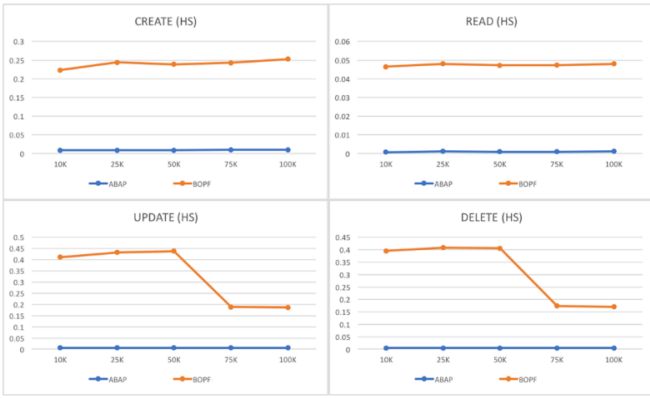 CREATE (HS)
0.3
0.25
0.2
0.15
0.1
0.05
0
10K 25K 50K 75K 100K
ABAP BOPF
READ (HS)
0.06
0.05
0.04
0.03
0.02
0.01
0
10K 25K 50K 75K 100K
ABAP BOPF
UPDATE (HS)
0.5
0.45
0.4
0.35
0.3
0.25
0.2
0.15
0.1
0.05
0
10K 25K 50K 75K 100K
ABAP BOPF
DELETE (HS)
0.45
0.4
0.35
0.3
0.25
0.2
0.15
0.1
0.05
0
10K 25K 50K 75K 100K
ABAP BOPF